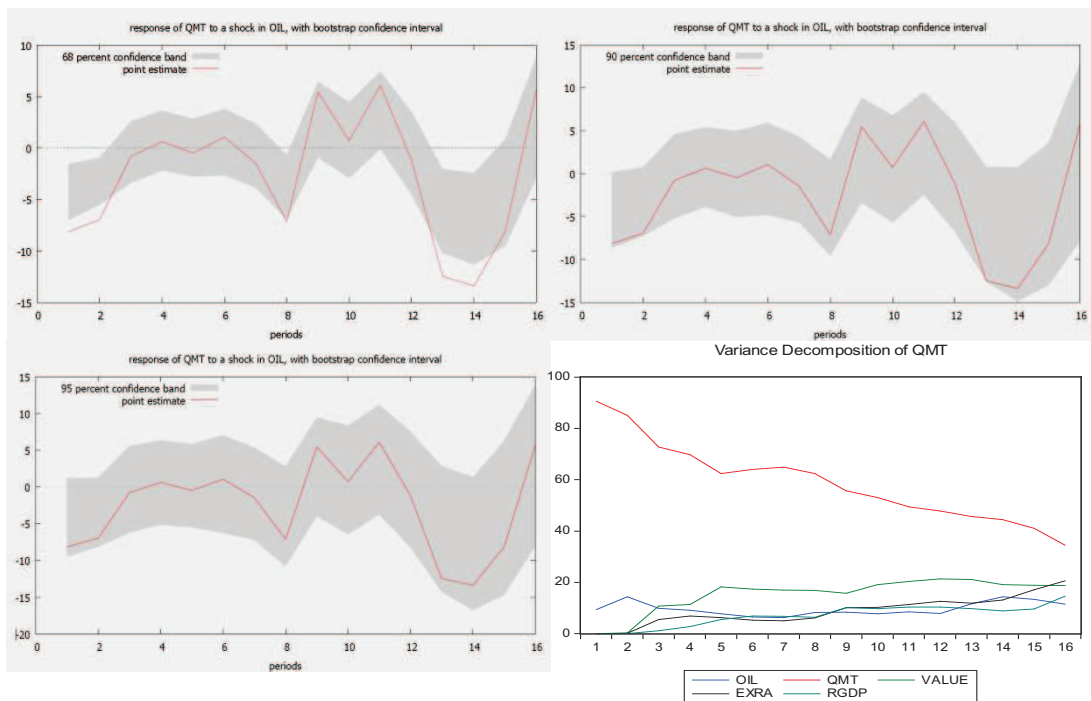 response of QMT to a shock in OIL, with bootstrap confidence interval
68 percent confidence band
point estimate
10
5
0
-5
-10
-15
0 2 4 6 8 10 12 14 16
periods
response of QMT to a shock in OIL, with bootstrap confidence interval
90 percent confidence band
point estimate
15
10
5
0
-5
-10
-15
0 2 4 6 8 10 12 14 16
periods
response of QMT to a shock in OIL, with bootstrap confidence interval
95 percent confidence band
point estimate
15
10
5
0
-5
-10
-15
-20
0 2 4 6 8 10 12 14 16
periods
Variance Decomposition of QMT
100
80
60
40
20
0
1 2 3 4 5 6 7 8 9 10 11 12 13 14 15 16
OIL QMT VALUE
EXRA RGDP